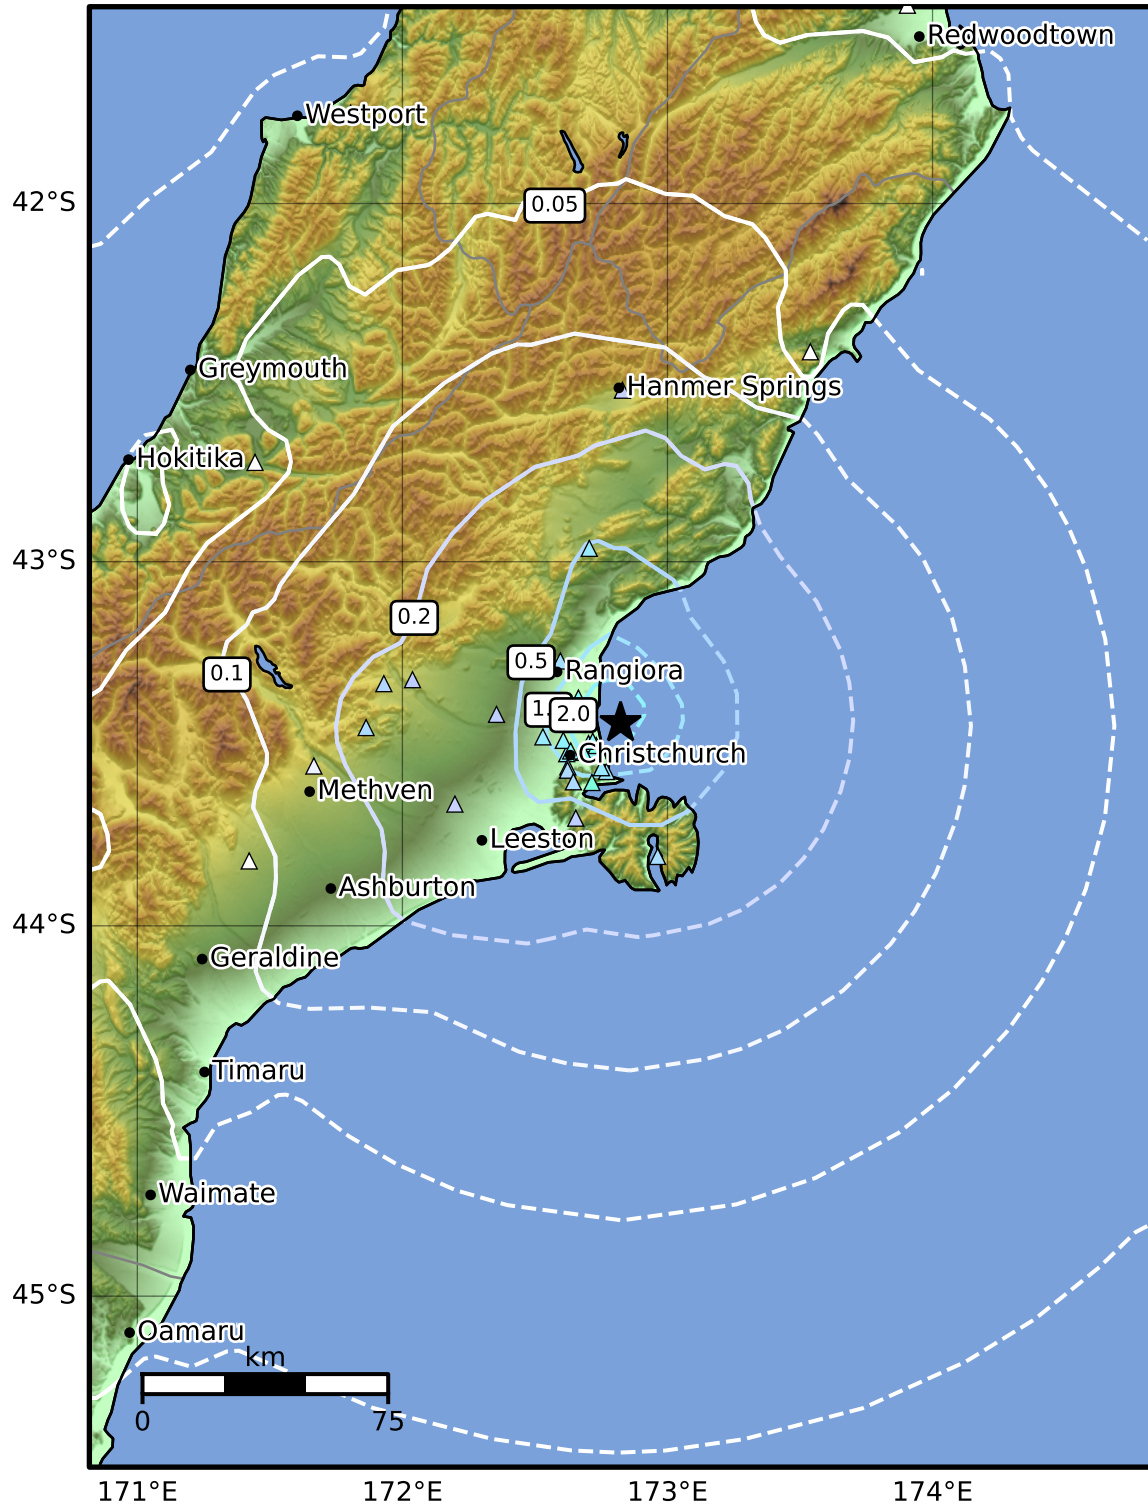 Redwoodtown
Westport
42°S
0.05
Greymouth
Hanmer Springs
Hokitika
43°S
0.2
0.5
Rangiora
0.1
2.0
Christchurch
Methven
Leeston
Ashburton
44°S
Geraldine
Timaru
Waimate
45°S
Oamaru
km
0 75
171°E 172°E 173°E 174°E